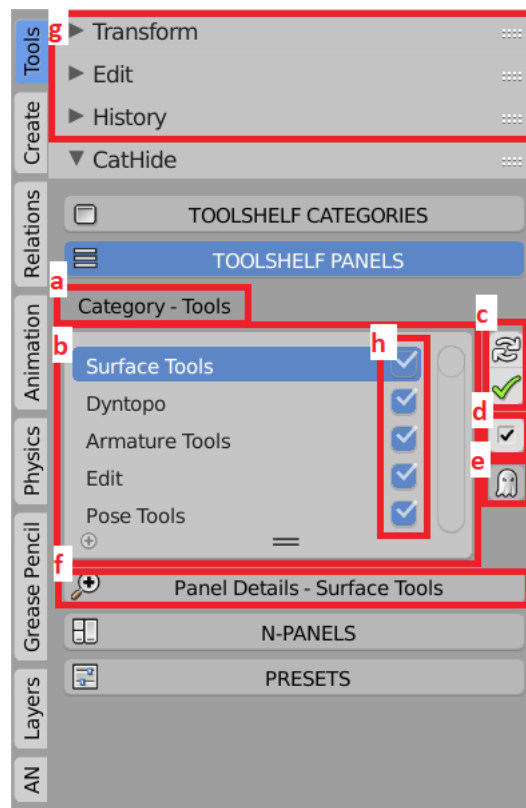 g
Transform
Edit
History
CatHide
TOOLSHELF CATEGORIES
TOOLSHELF PANELS
a
Category - Tools
b
h
c
Surface Tools
Dyntopo
d
Armature Tools
e
Edit
Pose Tools
f
Panel Details - Surface Tools
N-PANELS
PRESETS
Tools
Create
Relations
Animation
Physics
Grease Pencil
Layers
AN